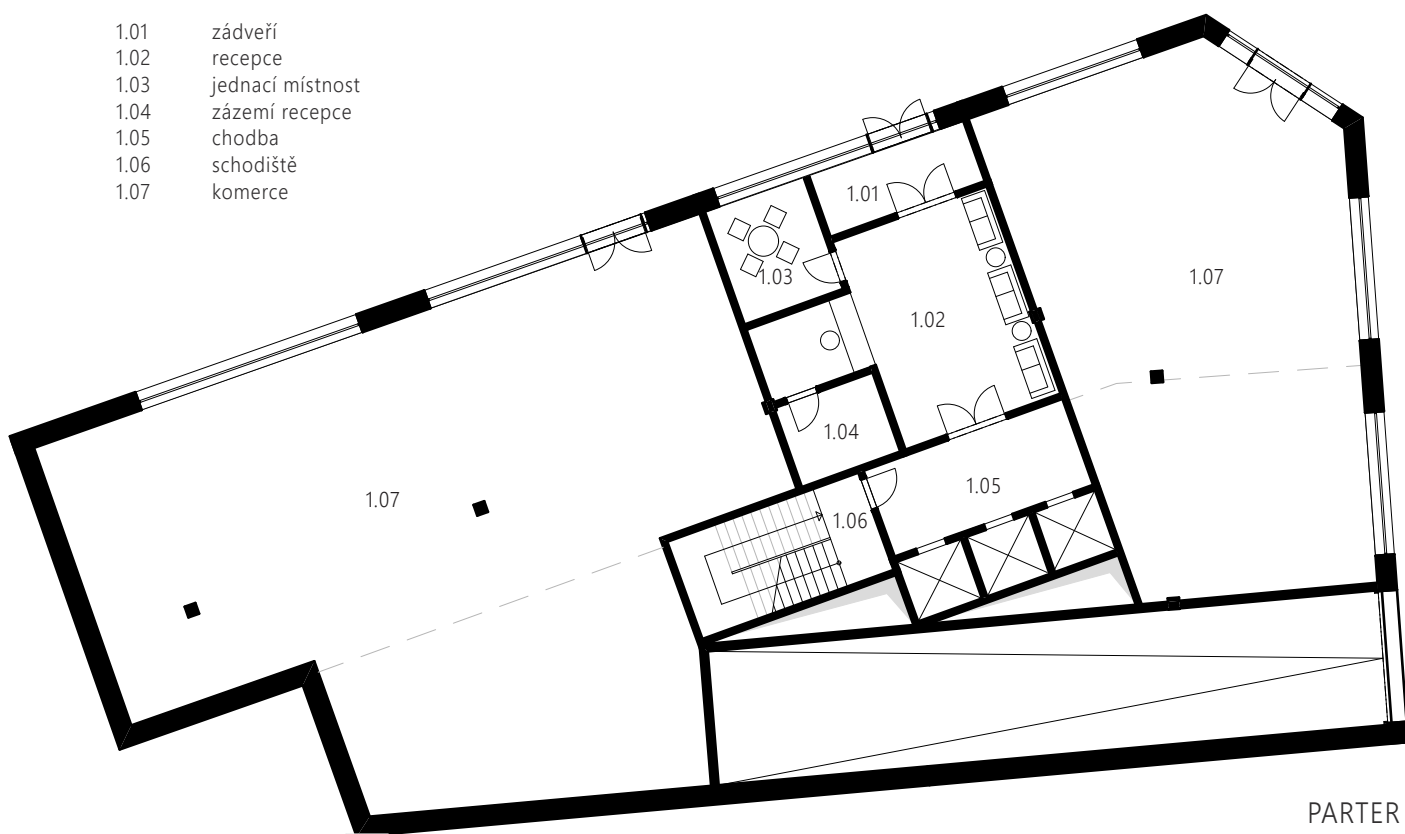 1.01 zádveří
1.02 recepce
1.03 jednací místnost
1.04 zázemí recepce
1.05 chodba
1.06 schodiště
1.07 komerce
1.01
1.03
1.02
1.07
1.04
1.07
1.05
1.06
PARTER